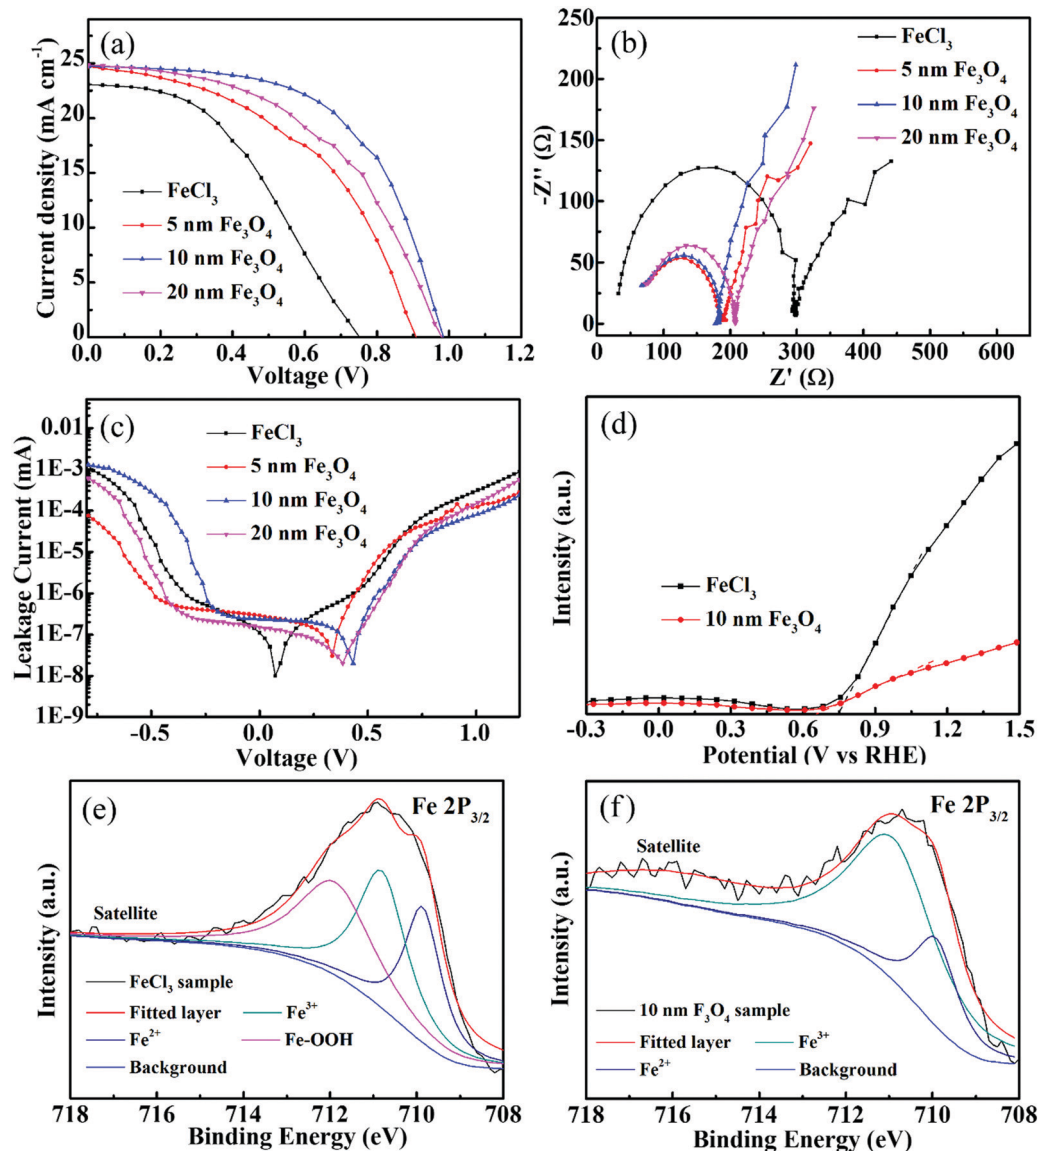 (a)
Current density (mA cm⁻¹)
25
20
15
10
5
0
FeCl₃
5 nm Fe₃O₄
10 nm Fe₃O₄
20 nm Fe₃O₄
0.0 0.2 0.4 0.6 0.8 1.0 1.2
Voltage (V)
(b)
-Z'' (Ω)
-250
-200
-150
-100
-50
0
FeCl₃
5 nm Fe₃O₄
10 nm Fe₃O₄
20 nm Fe₃O₄
0 100 200 300 400 500 600
Z' (Ω)
(c)
Leakage Current (mA)
0.01
1E-3
1E-4
1E-5
1E-6
1E-7
1E-8
1E-9
FeCl₃
5 nm Fe₃O₄
10 nm Fe₃O₄
20 nm Fe₃O₄
-0.5 0.0 0.5 1.0
Voltage (V)
(d)
Intensity (a.u.)
FeCl₃
10 nm Fe₃O₄
-0.3 0.0 0.3 0.6 0.9 1.2 1.5
Potential (V vs RHE)
(e)
Fe 2P₃/₂
Intensity (a.u.)
Satellite
FeCl₃ sample
Fitted layer Fe³⁺
Fe²⁺ Fe-OOH
Background
718 716 714 712 710 708
Binding Energy (eV)
(f)
Fe 2P₃/₂
Intensity (a.u.)
Satellite
10 nm F₃O₄ sample
Fitted layer Fe³⁺
Fe²⁺ Background
718 716 714 712 710 708
Binding Energy (eV)